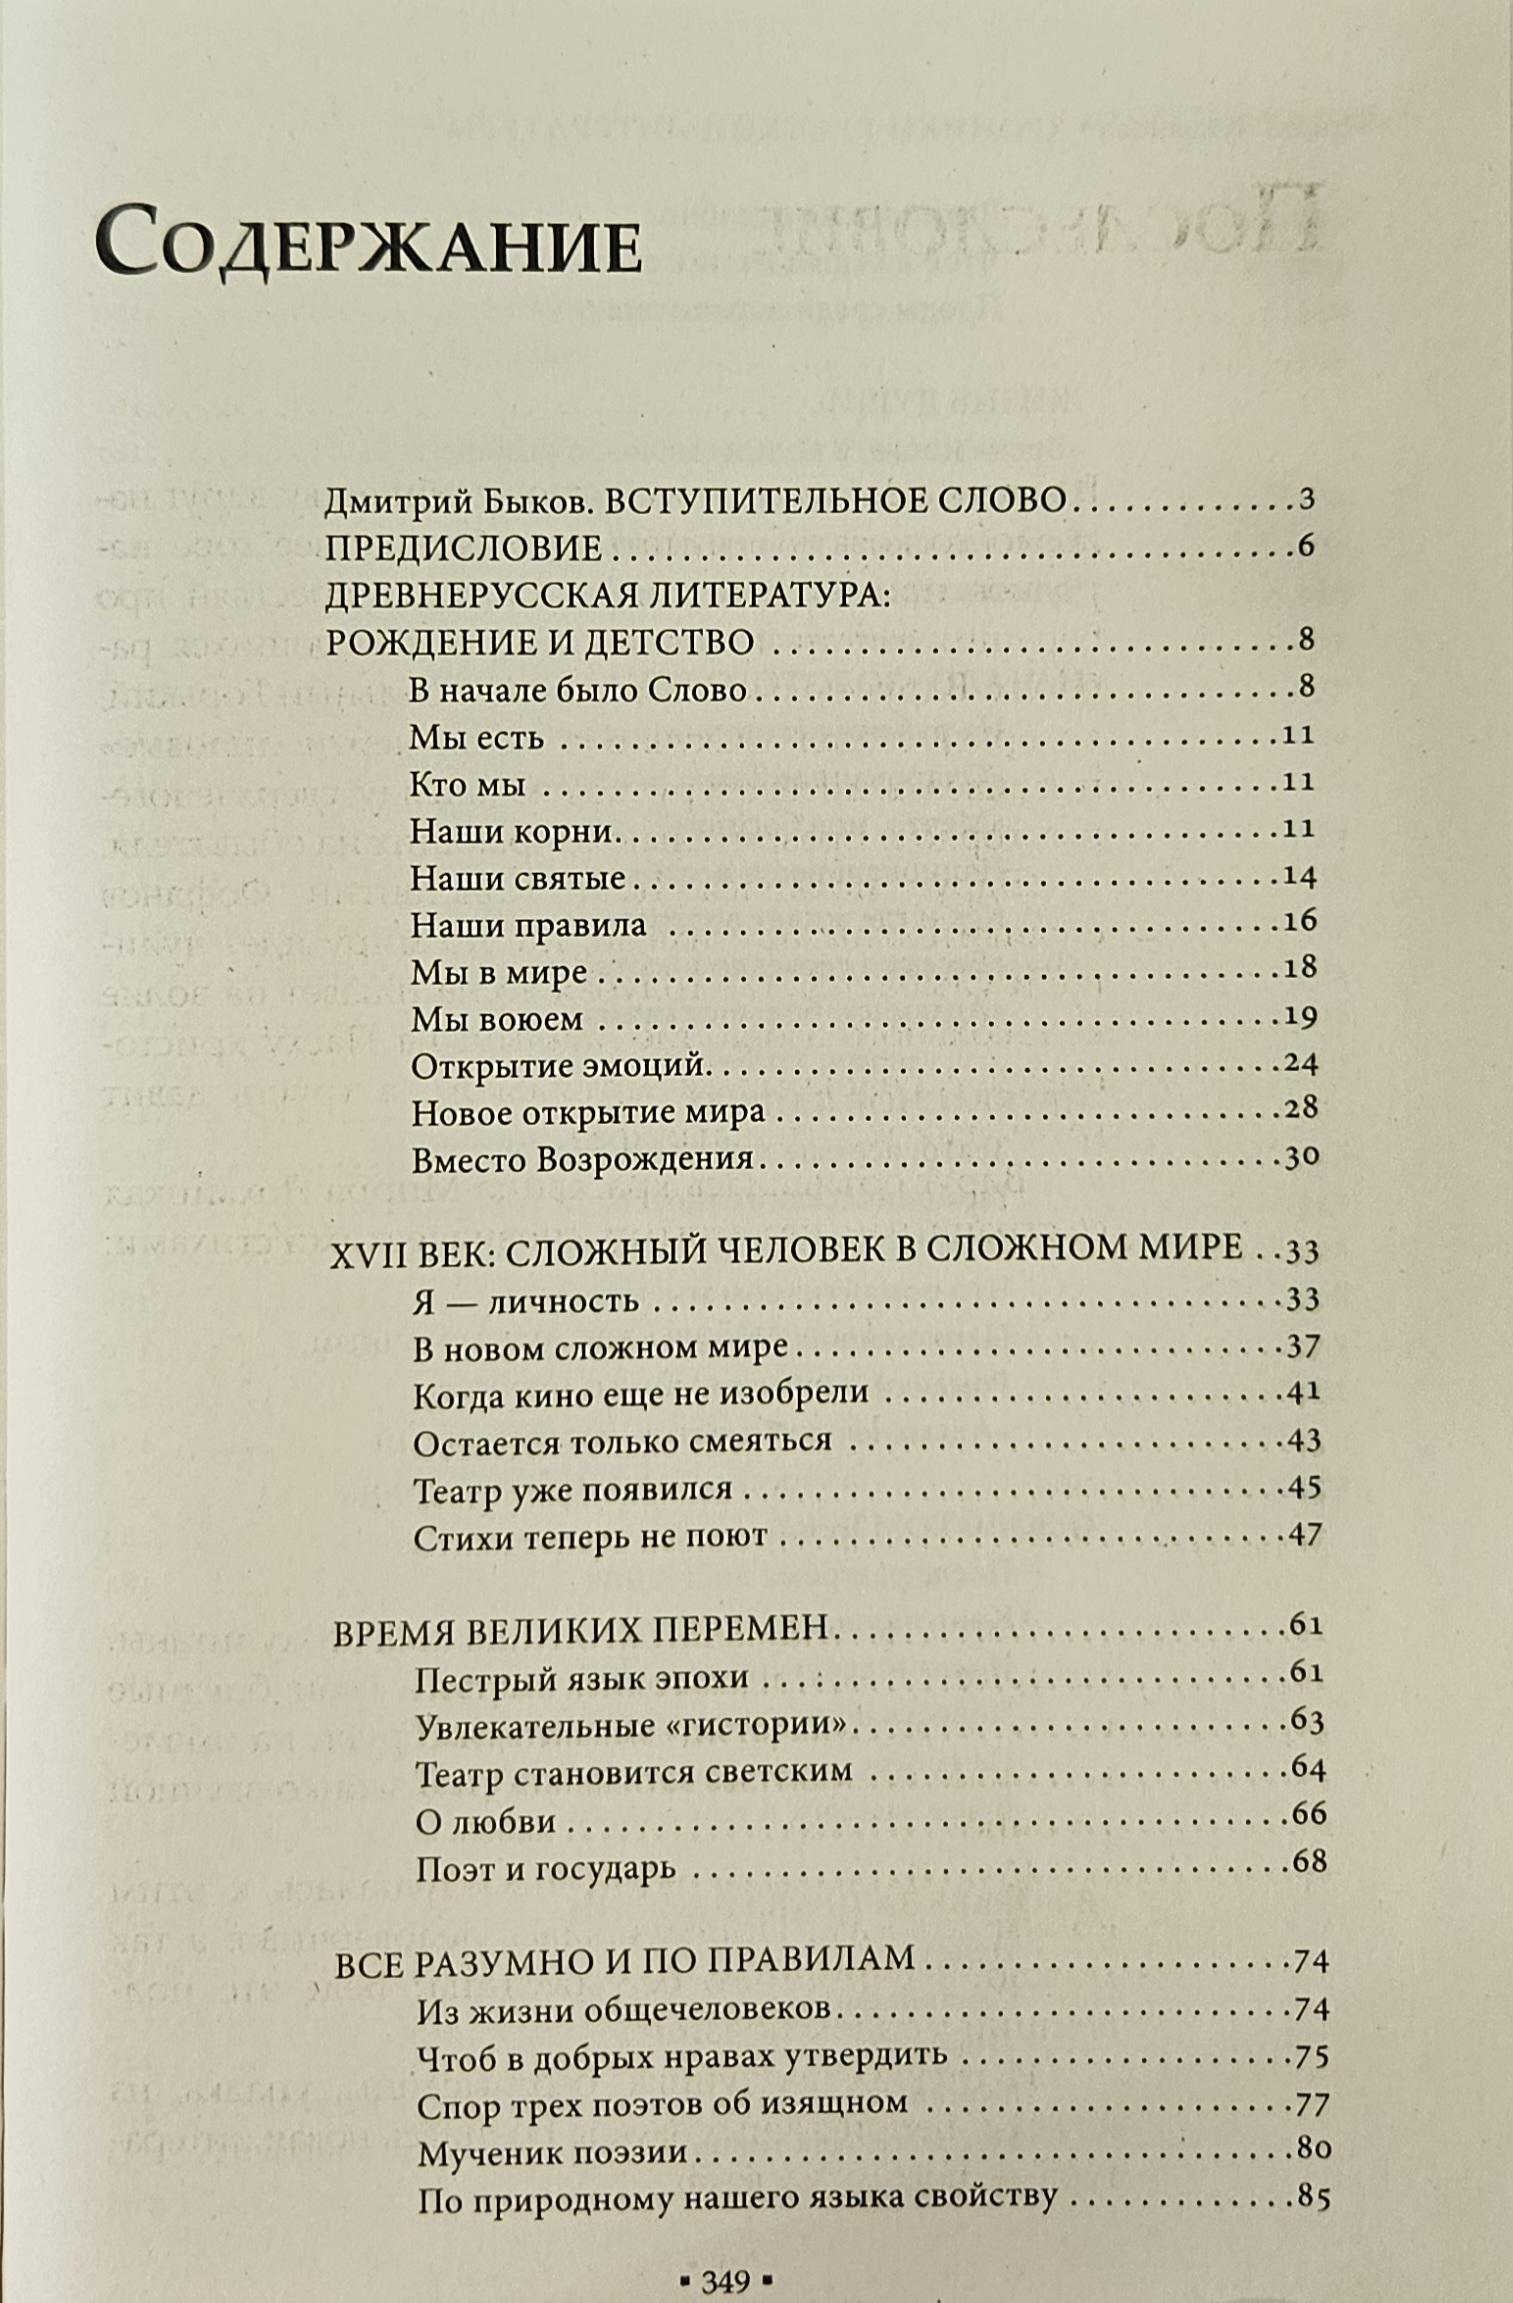 Содержание
Дмитрий Быков. ВСТУПИТЕЛЬНОЕ СЛОВО.............3
ПРЕДИСЛОВИЕ.............6
ДРЕВНЕРУССКАЯ ЛИТЕРАТУРА:
РОЖДЕНИЕ И ДЕТСТВО.............8
В начале было Слово.............8
Мы есть.............11
Кто мы.............11
Наши корни.............11
Наши святые.............14
Наши правила.............16
Мы в мире.............18
Мы воюем.............19
Открытие эмоций.............24
Новое открытие мира.............28
Вместо Возрождения.............30
XVII ВЕК: СЛОЖНЫЙ ЧЕЛОВЕК В СЛОЖНОМ МИРЕ...33
Я — личность.............33
В новом сложном мире.............37
Когда кино еще не изобрели.............41
Остается только смеяться.............43
Театр уже появился.............45
Стихи теперь не поют.............47
ВРЕМЯ ВЕЛИКИХ ПЕРЕМЕН.............61
Пестрый язык эпохи.............61
Увлекательные «гистории».............63
Театр становится светским.............64
О любви.............66
Поэт и государь.............68
ВСЕ РАЗУМНО И ПО ПРАВИЛАМ.............74
Из жизни общечеловеков.............74
Чтоб в добрых нравах утвердить.............75
Спор трех поэтов об изящном.............77
Мученик поэзии.............80
По природному нашего языка свойству.............85
▪ 349 ▪